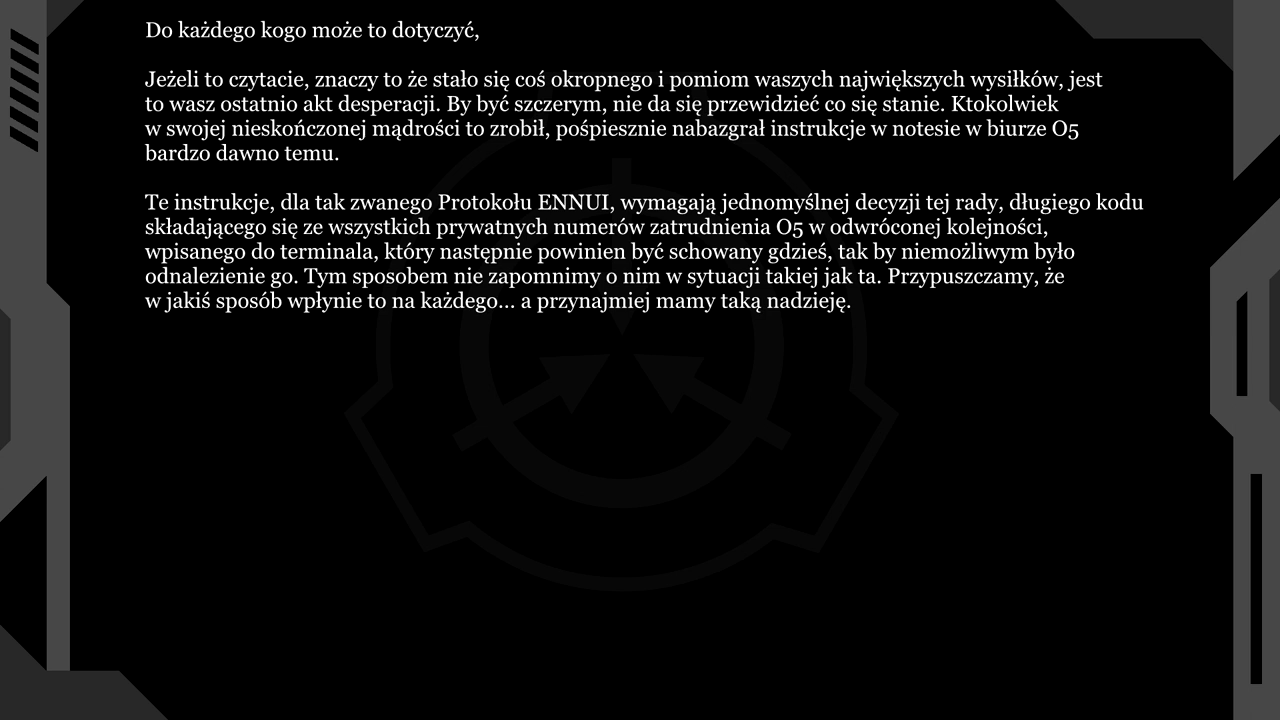 Do każdego kogo może to dotyczyć,
Jeżeli to czytacie, znaczy to że stało się coś okropnego i pomiom waszych największych wysiłków, jest
to wasz ostatnio akt desperacji. By być szczerym, nie da się przewidzieć co się stanie. Ktokolwiek
w swojej nieskończonej mądrości to zrobił, pośpiesznie nabazgrał instrukcje w notesie w biurze O5
bardzo dawno temu.
Te instrukcje, dla tak zwanego Protokołu ENNUI, wymagają jednomyślnej decyzji tej rady, długiego kodu
składającego się ze wszystkich prywatnych numerów zatrudnienia O5 w odwróconej kolejności,
wpisanego do terminala, który następnie powinien być schowany gdzieś, tak by niemożliwym było
odnalezienie go. Tym sposobem nie zapomnimy o nim w sytuacji takiej jak ta. Przypuszczamy, że
w jakiś sposób wpłynie to na każdego... a przynajmiej mamy taką nadzieję.